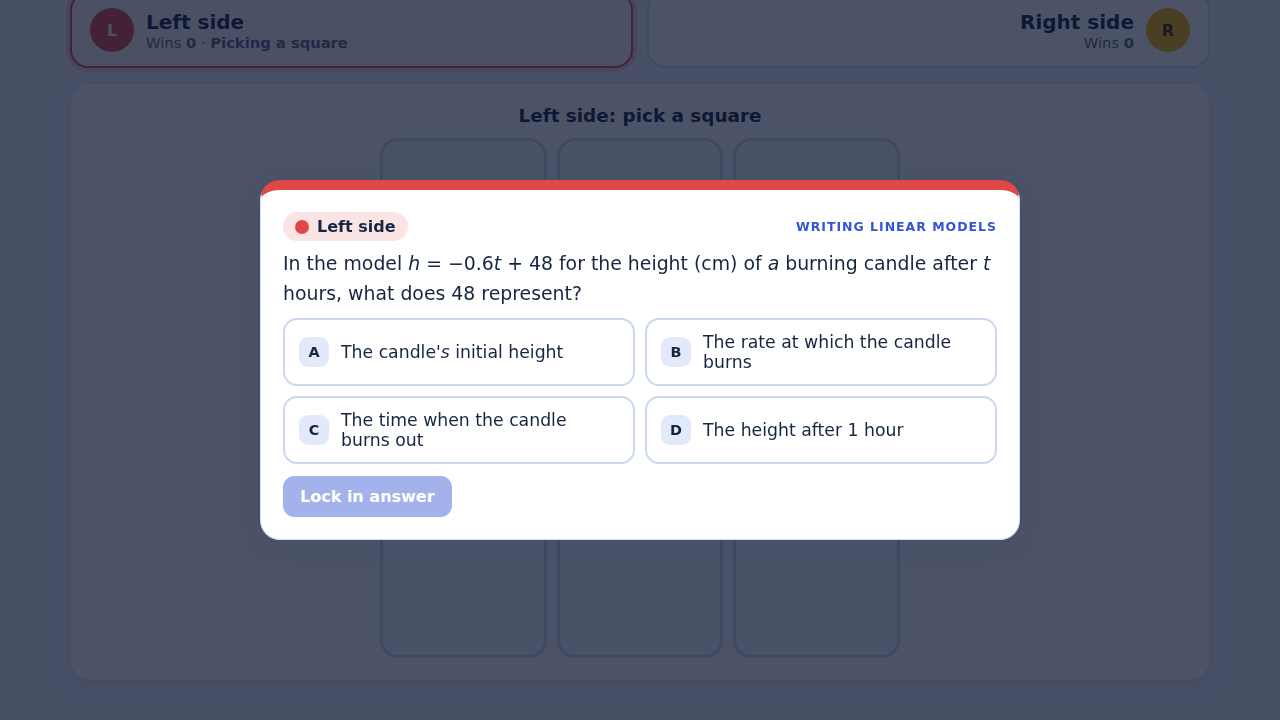 L
Left side
Wins 0 · Picking a square
Right side
Wins 0
R
Left side: pick a square
Left side
WRITING LINEAR MODELS
In the model h = −0.6t + 48 for the height (cm) of a burning candle after t
hours, what does 48 represent?
A
The candle's initial height
B
The rate at which the candle
burns
C
The time when the candle
burns out
D
The height after 1 hour
Lock in answer